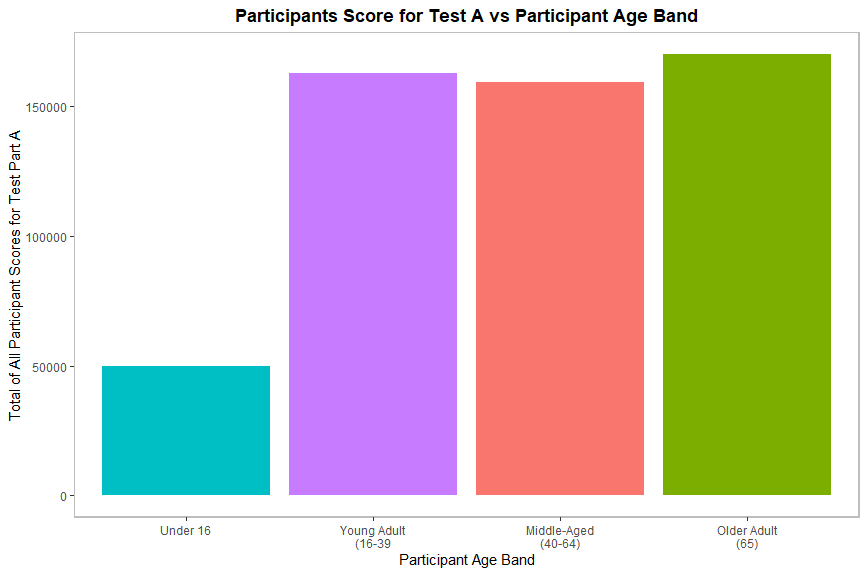 Participants Score for Test A vs Participant Age Band
Total of All Participant Scores for Test Part A
150000
100000
50000
0
Under 16
Young Adult
(16-39
Middle-Aged
(40-64)
Older Adult
(65)
Participant Age Band